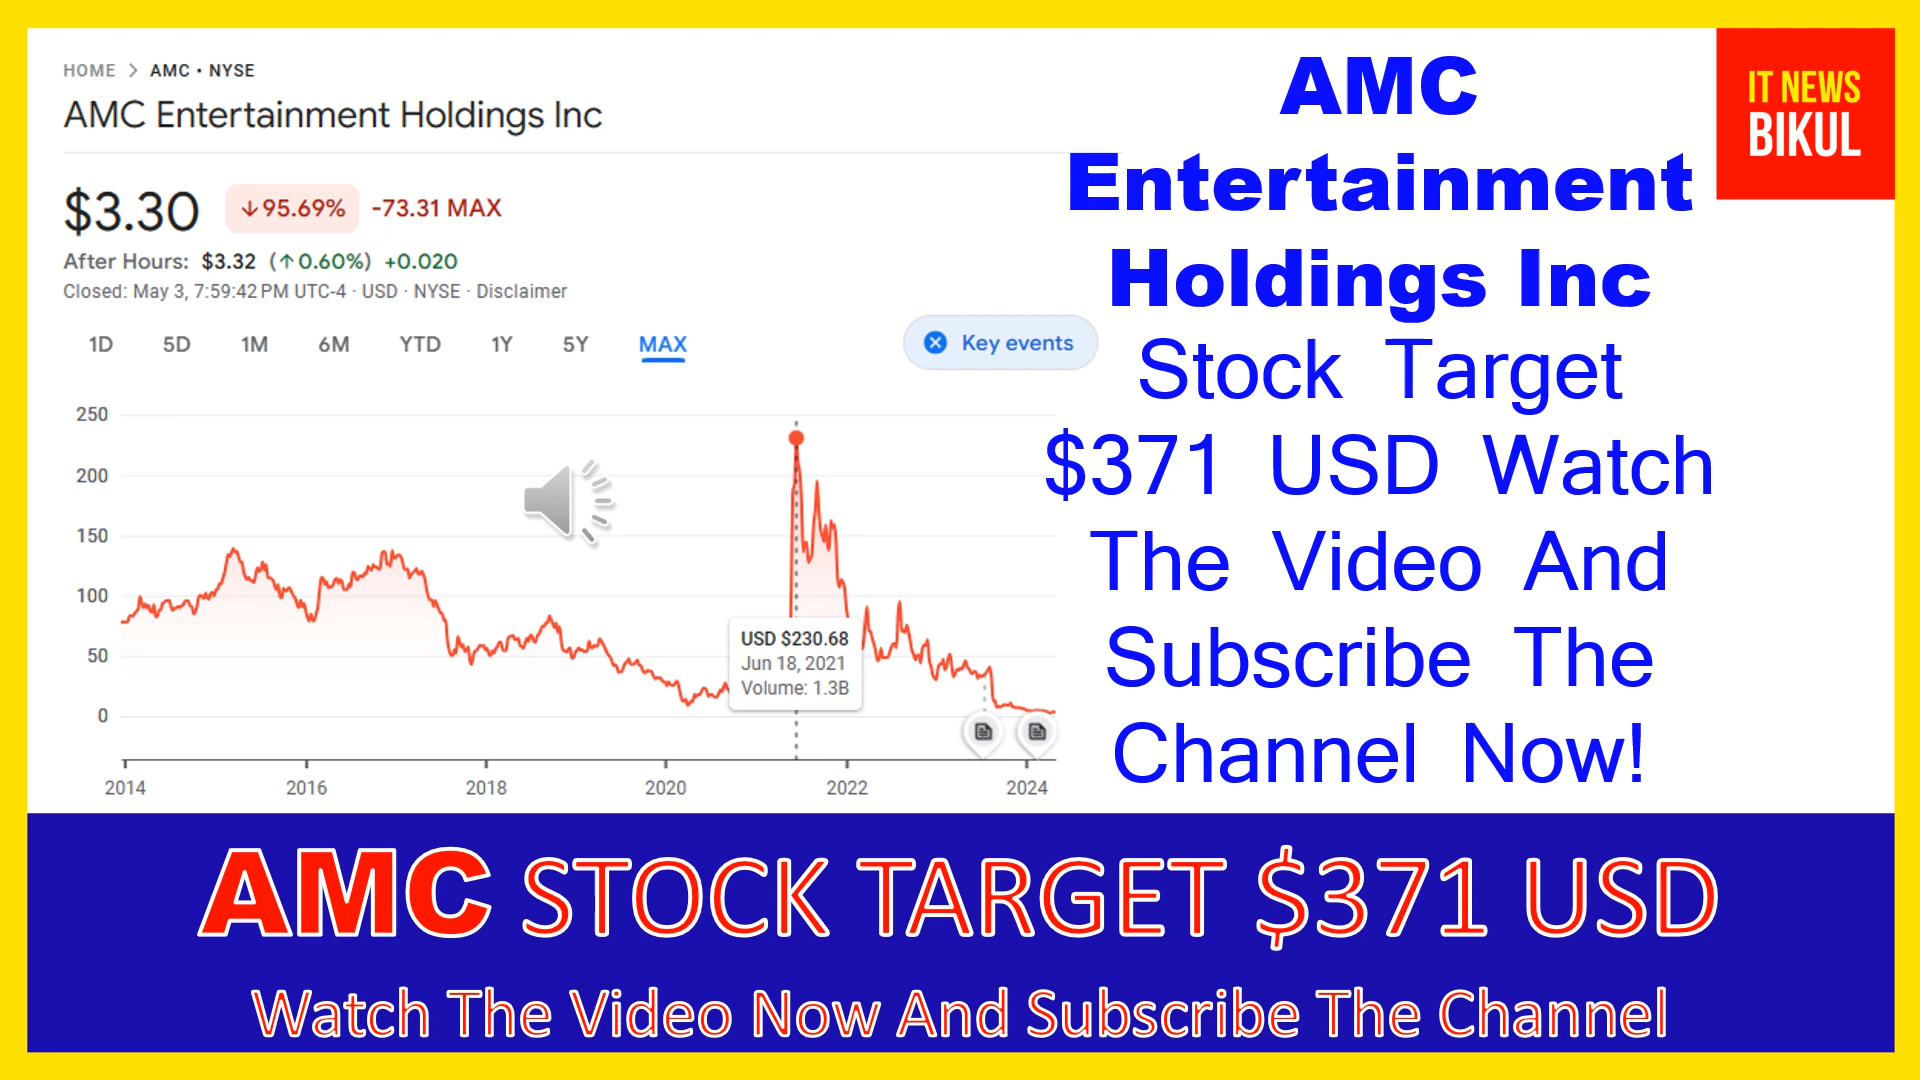 HOME > AMC • NYSE
AMC Entertainment Holdings Inc
$3.30 ↓95.69% -73.31 MAX
After Hours: $3.32 (↑0.60%) +0.020
Closed: May 3, 7:59:42 PM UTC-4 · USD · NYSE · Disclaimer
1D 5D 1M 6M YTD 1Y 5Y MAX
Key events
250
200
150
100
50
0
USD $230.68
Jun 18, 2021
Volume: 1.3B
2014 2016 2018 2020 2022 2024
AMC
Entertainment
Holdings Inc
Stock Target
$371 USD Watch
The Video And
Subscribe The
Channel Now!
IT NEWS
BIKUL
AMC STOCK TARGET $371 USD
Watch The Video Now And Subscribe The Channel